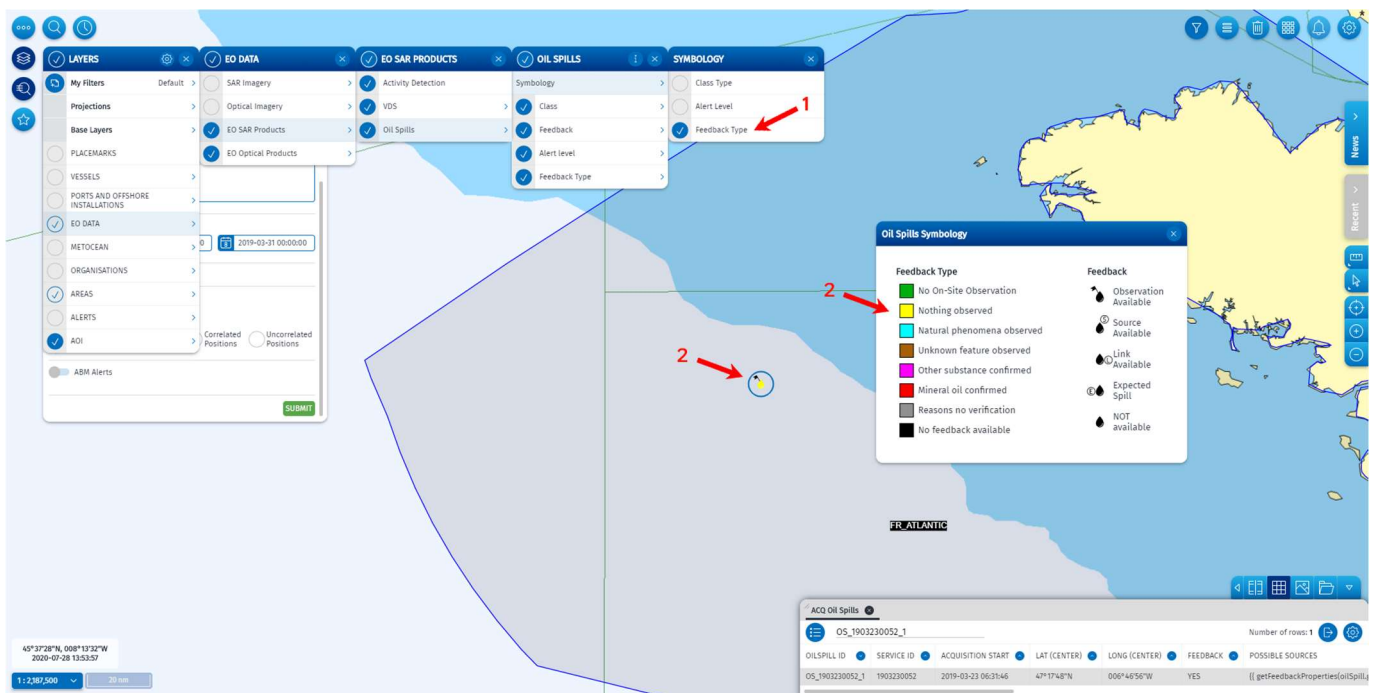 LAYERS
My Filters Default
Projections
Base Layers
PLACEMARKS
VESSELS
PORTS AND OFFSHORE
INSTALLATIONS
EO DATA
METOCEAN
ORGANISATIONS
AREAS
ALERTS
AOI
EO DATA
SAR Imagery
Optical Imagery
EO SAR Products
EO Optical Products
EO SAR PRODUCTS
Activity Detection
VDS
Oil Spills
OIL SPILLS
Symbology
Class
Feedback
Alert level
Feedback Type
SYMBOLOGY
Class Type
Alert Level
Feedback Type
1
News
Recent
0 2019-03-31 00:00:00
Correlated
Positions
Uncorrelated
Positions
ABM Alerts
SUBMIT
2
2
Oil Spills Symbology
Feedback Type
No On-Site Observation
Nothing observed
Natural phenomena observed
Unknown feature observed
Other substance confirmed
Mineral oil confirmed
Reasons no verification
No feedback available
Feedback
Observation
Available
S Source
Available
L Link
Available
E Expected
Spill
NOT
available
FR_ATLANTIC
ACQ Oil Spills
OS_1903230052_1 Number of rows: 1
OILSPILL ID SERVICE ID ACQUISITION START LAT (CENTER) LONG (CENTER) FEEDBACK POSSIBLE SOURCES
OS_1903230052_1 1903230052 2019-03-23 06:31:46 47°17'48"N 006°46'56"W YES {{ getFeedbackProperties(oilSpill.
45°37'28"N, 008°13'32"W
2020-07-28 13:53:57
1 : 2,187,500 20 nm